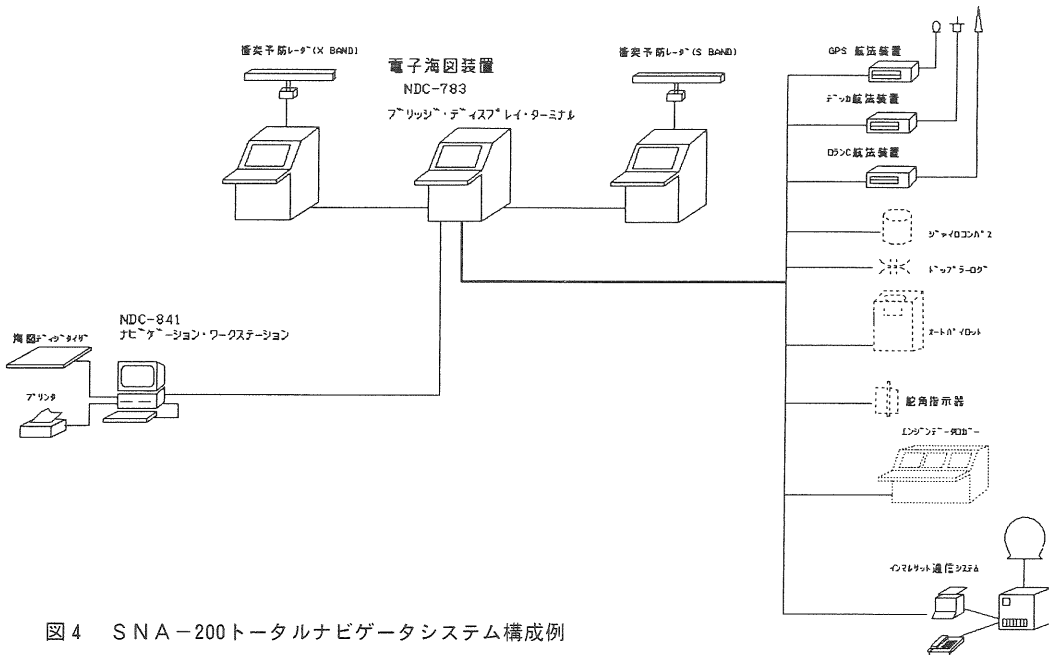 衝突予防レーダ(X BAND)
電子海図装置
NDC-783
ブリッジ・ディスプレイ・ターミナル
衝突予防レーダ(S BAND)
GPS 航法装置
デッカ航法装置
ロランC航法装置
ジャイロコンパス
ドップラーログ
オートパイロット
舵角指示器
エンジンデータロガー
インマルサット通信システム
NDC-841
ナビゲーション・ワークステーション
海図ディジタイザ
プリンタ
図4 SNA-200トータルナビゲータシステム構成例